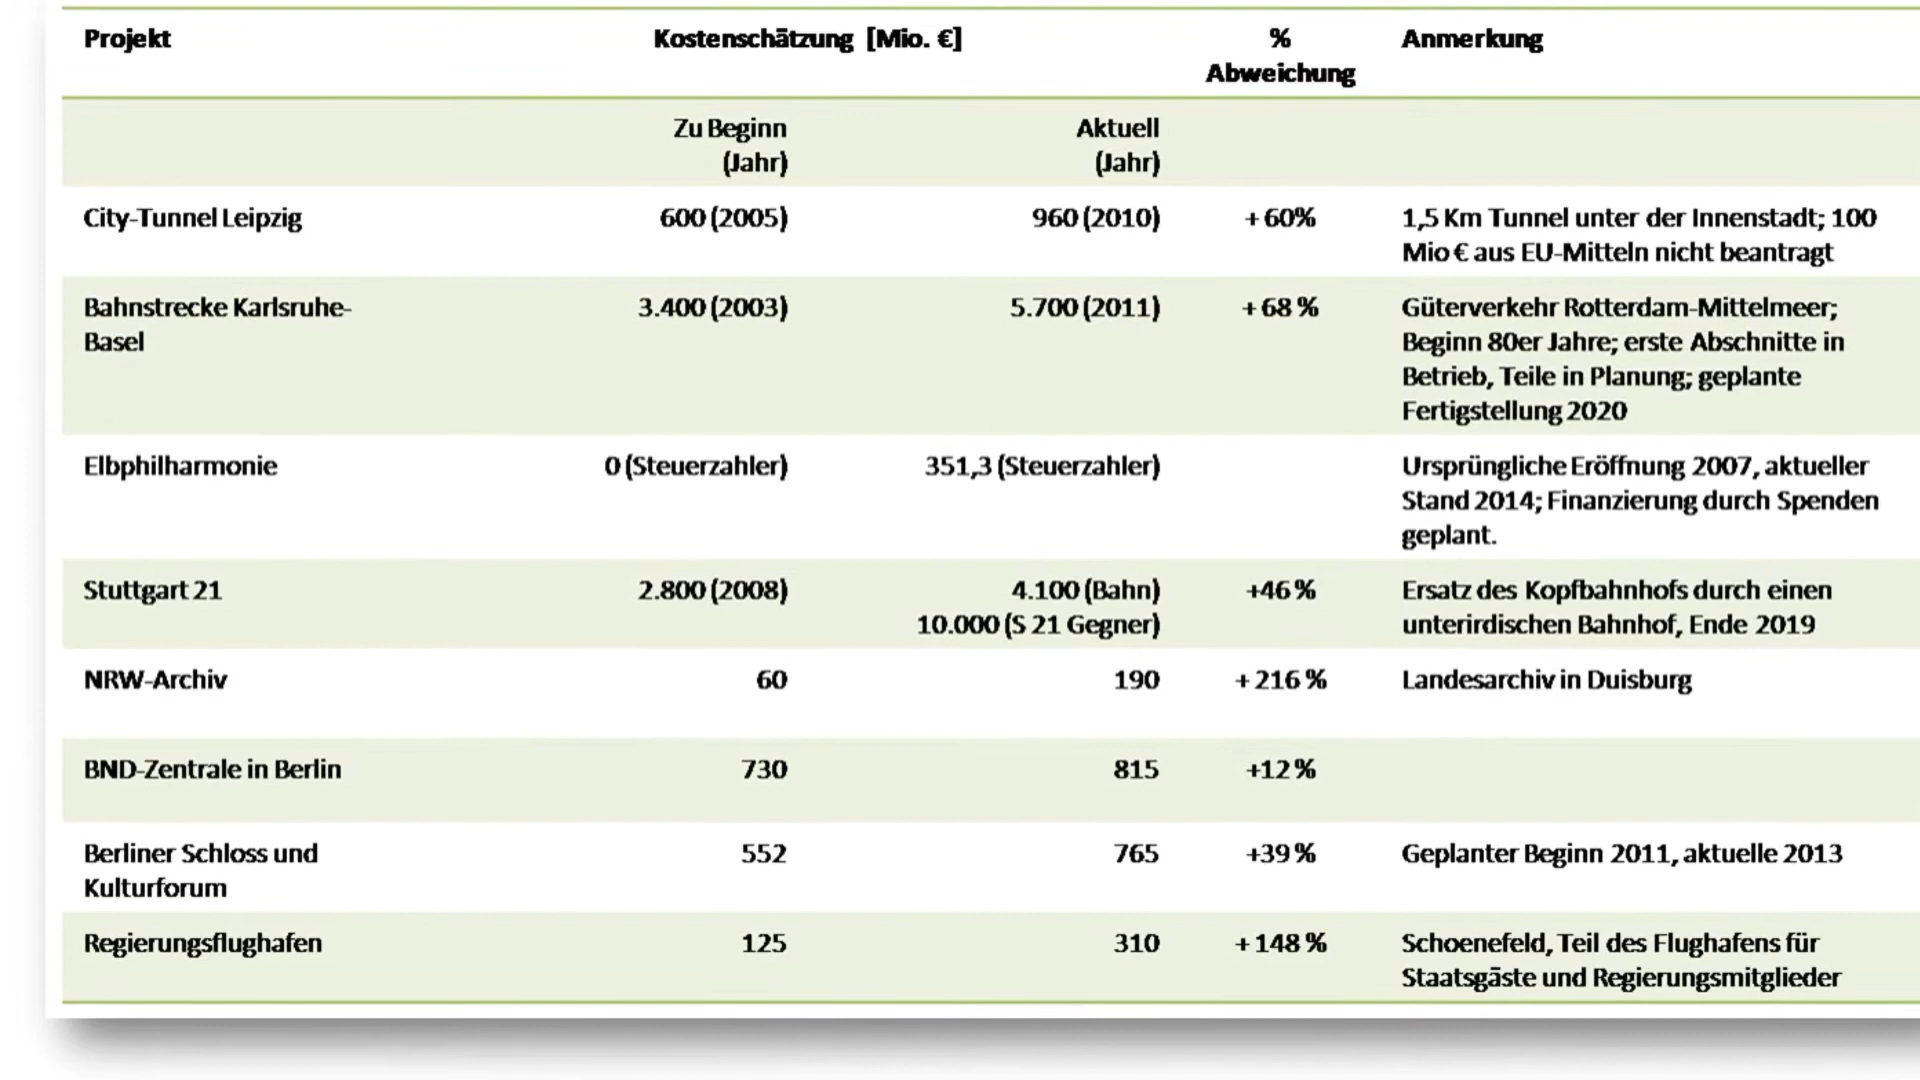 Projekt Kostenschätzung [Mio. €] % Abweichung Anmerkung
Zu Beginn (Jahr) Aktuell (Jahr)
City-Tunnel Leipzig 600 (2005) 960 (2010) + 60% 1,5 Km Tunnel unter der Innenstadt; 100
Mio € aus EU-Mitteln nicht beantragt
Bahnstrecke Karlsruhe- 3.400 (2003) 5.700 (2011) + 68 % Güterverkehr Rotterdam-Mittelmeer;
Basel Beginn 80er Jahre; erste Abschnitte in
Betrieb, Teile in Planung; geplante
Fertigstellung 2020
Elbphilharmonie 0 (Steuerzahler) 351,3 (Steuerzahler) Ursprüngliche Eröffnung 2007, aktueller
Stand 2014; Finanzierung durch Spenden
geplant.
Stuttgart 21 2.800 (2008) 4.100 (Bahn) +46 % Ersatz des Kopfbahnhofs durch einen
10.000 (S 21 Gegner) unterirdischen Bahnhof, Ende 2019
NRW-Archiv 60 190 + 216 % Landesarchiv in Duisburg
BND-Zentrale in Berlin 730 815 +12 %
Berliner Schloss und 552 765 +39 % Geplanter Beginn 2011, aktuelle 2013
Kulturforum
Regierungsflughafen 125 310 + 148 % Schoenefeld, Teil des Flughafens für
Staatsgäste und Regierungsmitglieder